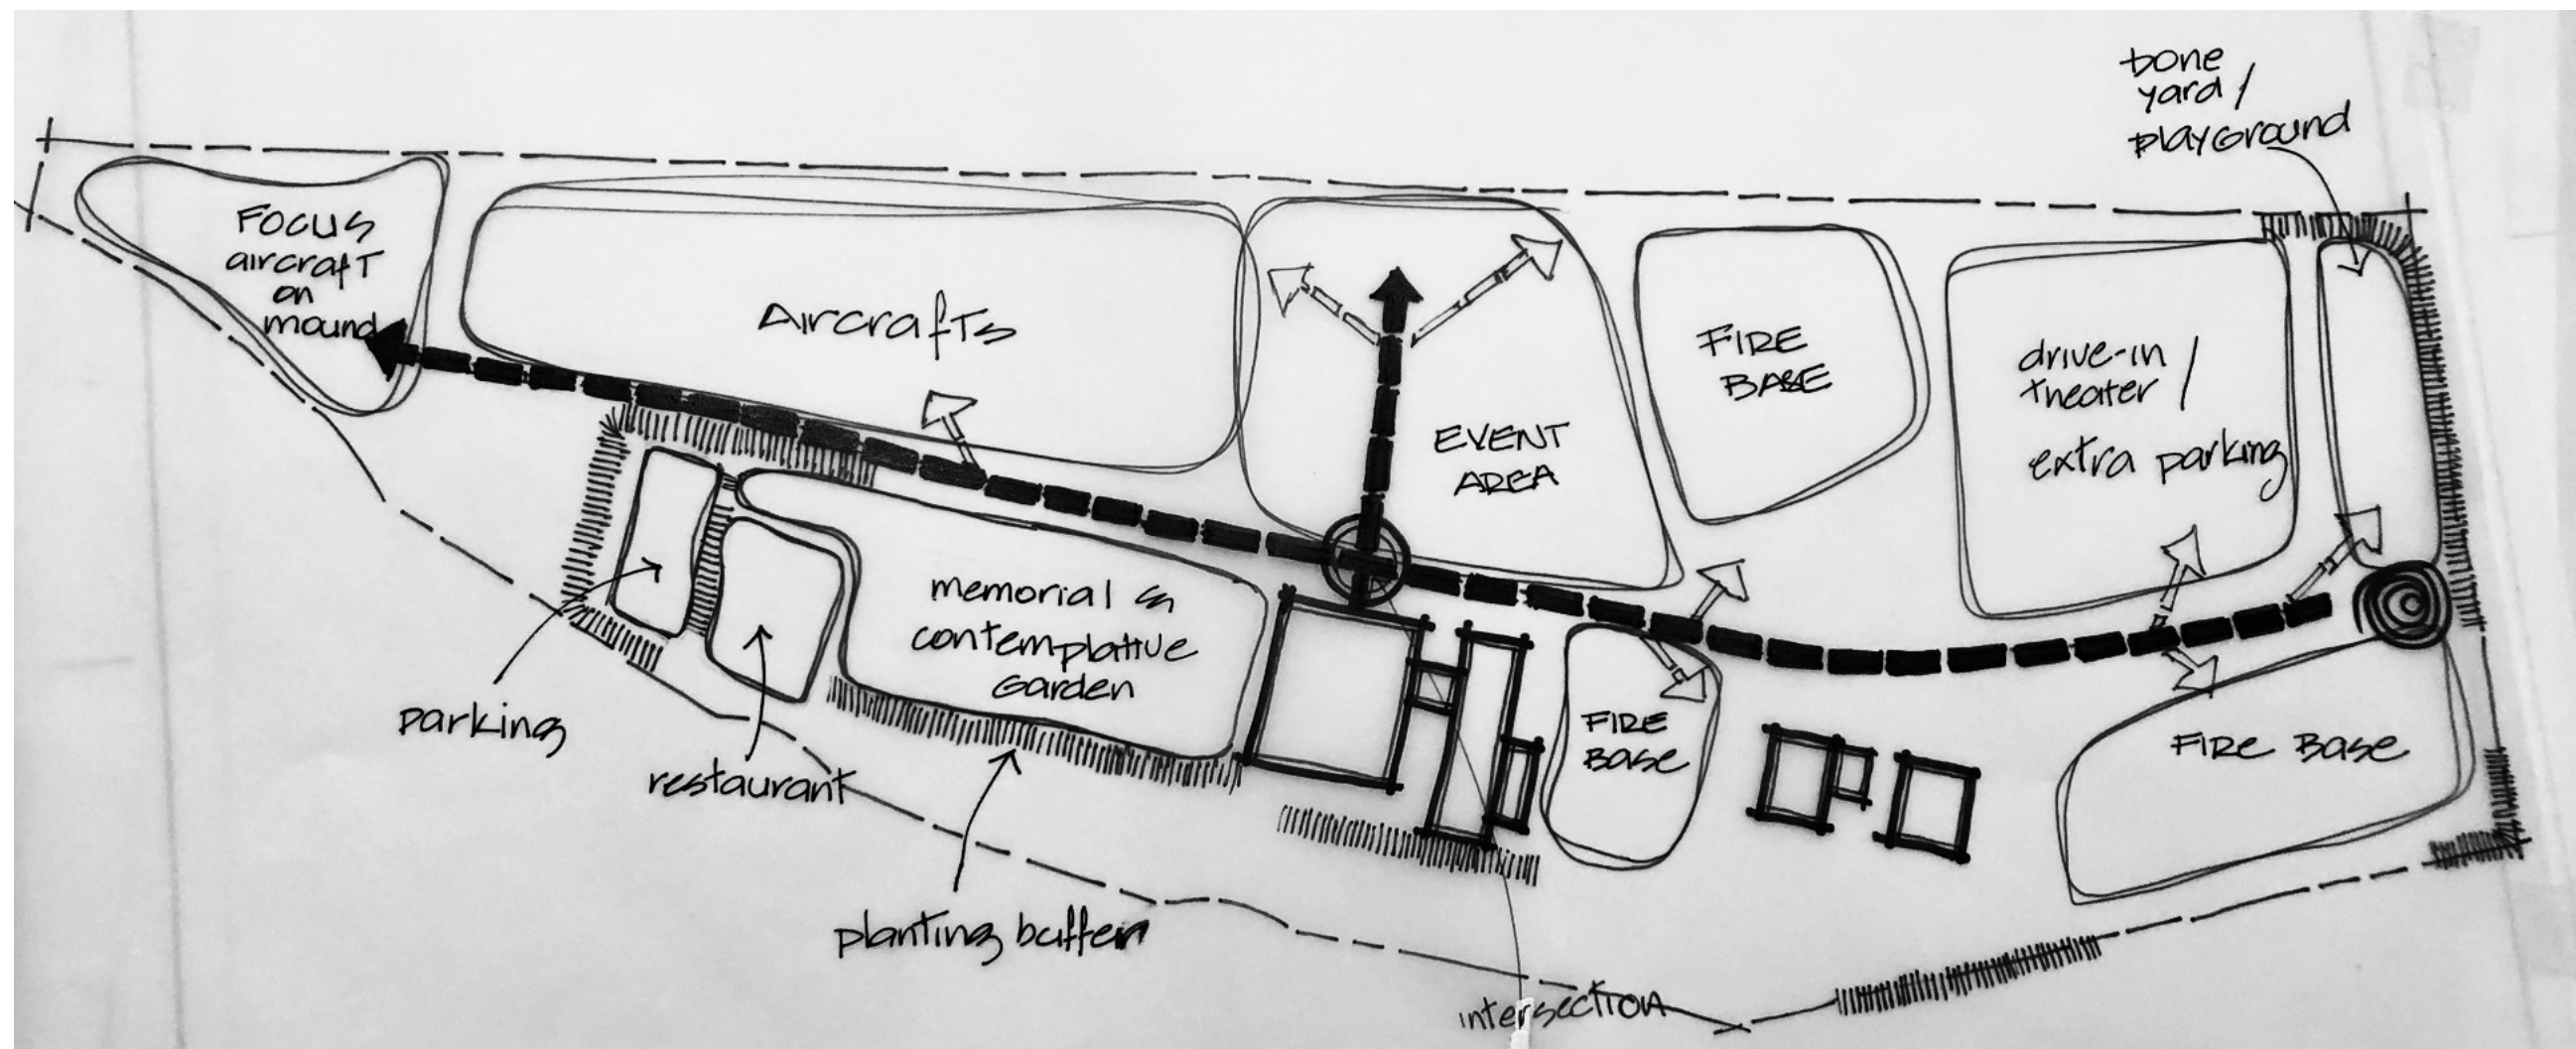 bone
yard /
playground
FOCUS
aircraft
on
mound
Aircrafts
EVENT
AREA
FIRE
BASE
drive-in
theater /
extra parking
memorial &
contemplative
Garden
parking
restaurant
planting buffer
FIRE
BASE
FIRE BASE
intersection